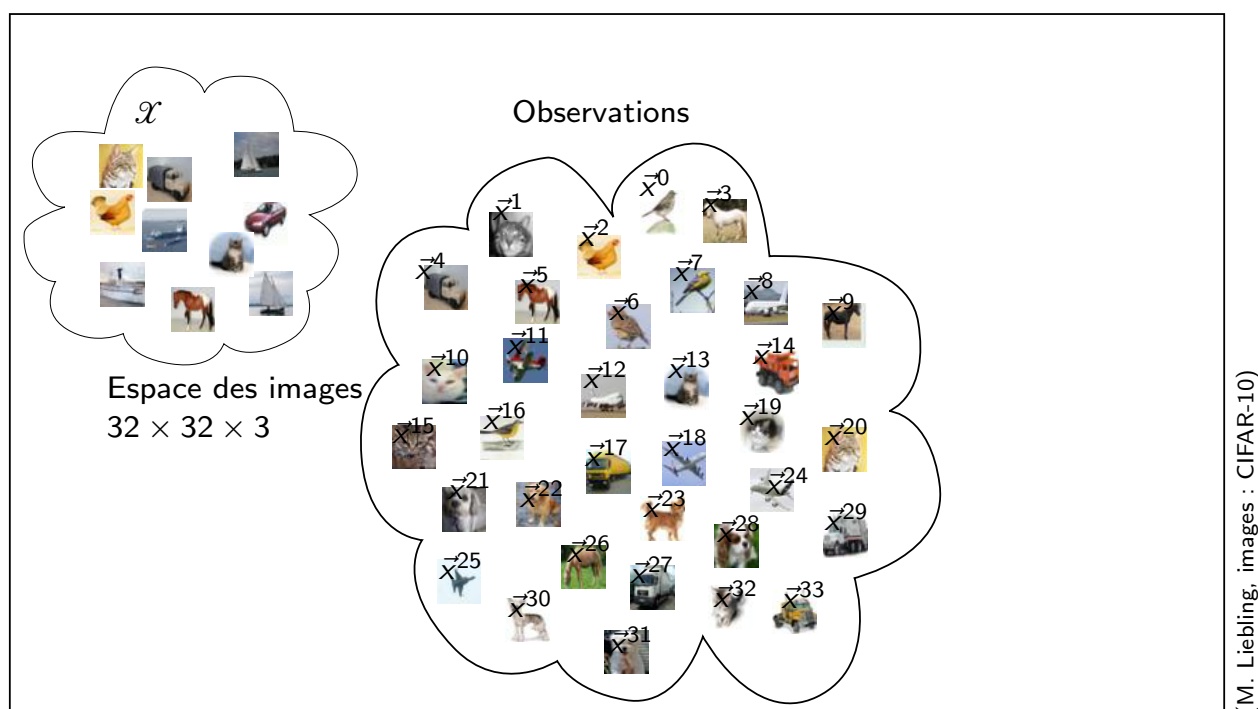 𝒳
Observations
x⃗0
x⃗1
x⃗3
x⃗2
x⃗4
x⃗5
x⃗7
x⃗8
x⃗6
x⃗9
x⃗11
x⃗14
x⃗10
x⃗12
x⃗13
Espace des images
32 × 32 × 3
x⃗15
x⃗16
x⃗19
x⃗20
x⃗17
x⃗18
x⃗21
x⃗22
x⃗23
x⃗24
x⃗29
x⃗28
x⃗25
x⃗26
x⃗27
x⃗30
x⃗32
x⃗33
x⃗31
(M. Liebling, images : CIFAR-10)